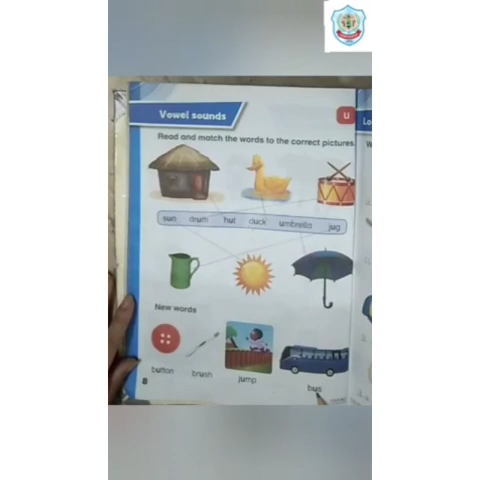 Vowel sounds
u
Lo
Read and match the words to the correct pictures.
W
sun drum hut duck umbrella jug
New words
button brush jump bus
8